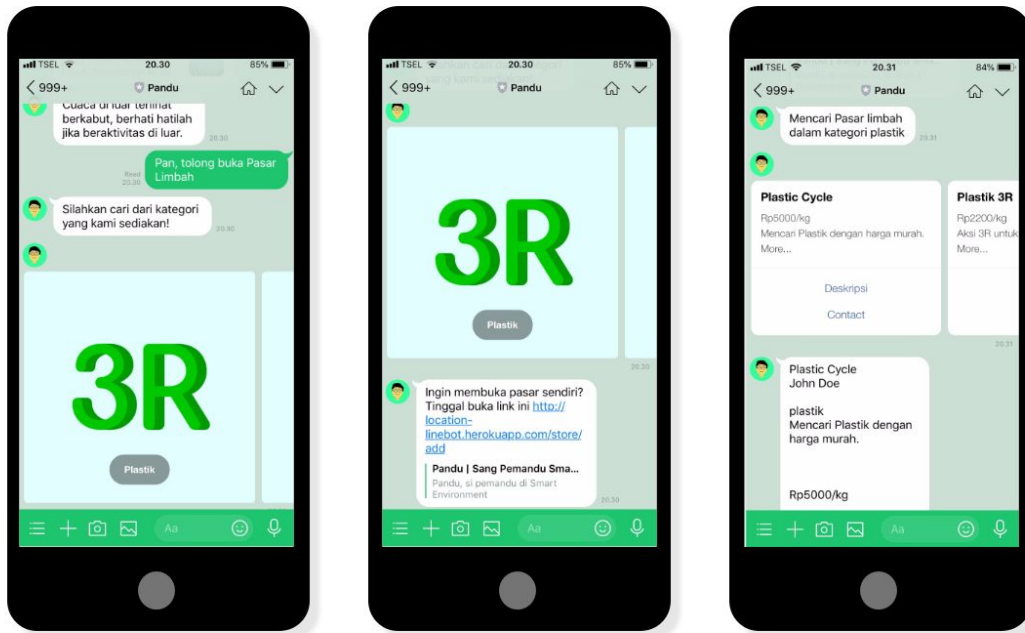 TSEL 20.30 85%
999+ Pandu
Cuaca di luar terlihat
berkabut, berhati hatilah
jika beraktivitas di luar.
20.30
Pan, tolong buka Pasar
Limbah
Read
20.30
Silahkan cari dari kategori
yang kami sediakan!
20.30
3R
Plastik
Aa
TSEL 20.30 85%
999+ Pandu
3R
Plastik
20.30
Ingin membuka pasar sendiri?
Tinggal buka link ini http://
location-
linebot.herokuapp.com/store/
add
Pandu | Sang Pemandu Sma...
Pandu, si pemandu di Smart
Environment
20.30
Aa
TSEL 20.31 84%
999+ Pandu
Mencari Pasar limbah
dalam kategori plastik
20.31
Plastic Cycle
Rp5000/kg
Mencari Plastik dengan harga murah.
More...
Deskripsi
Contact
Plastik 3R
Rp2200/kg
Aksi 3R untuk
More...
20.31
Plastic Cycle
John Doe
plastik
Mencari Plastik dengan
harga murah.
Rp5000/kg
Aa